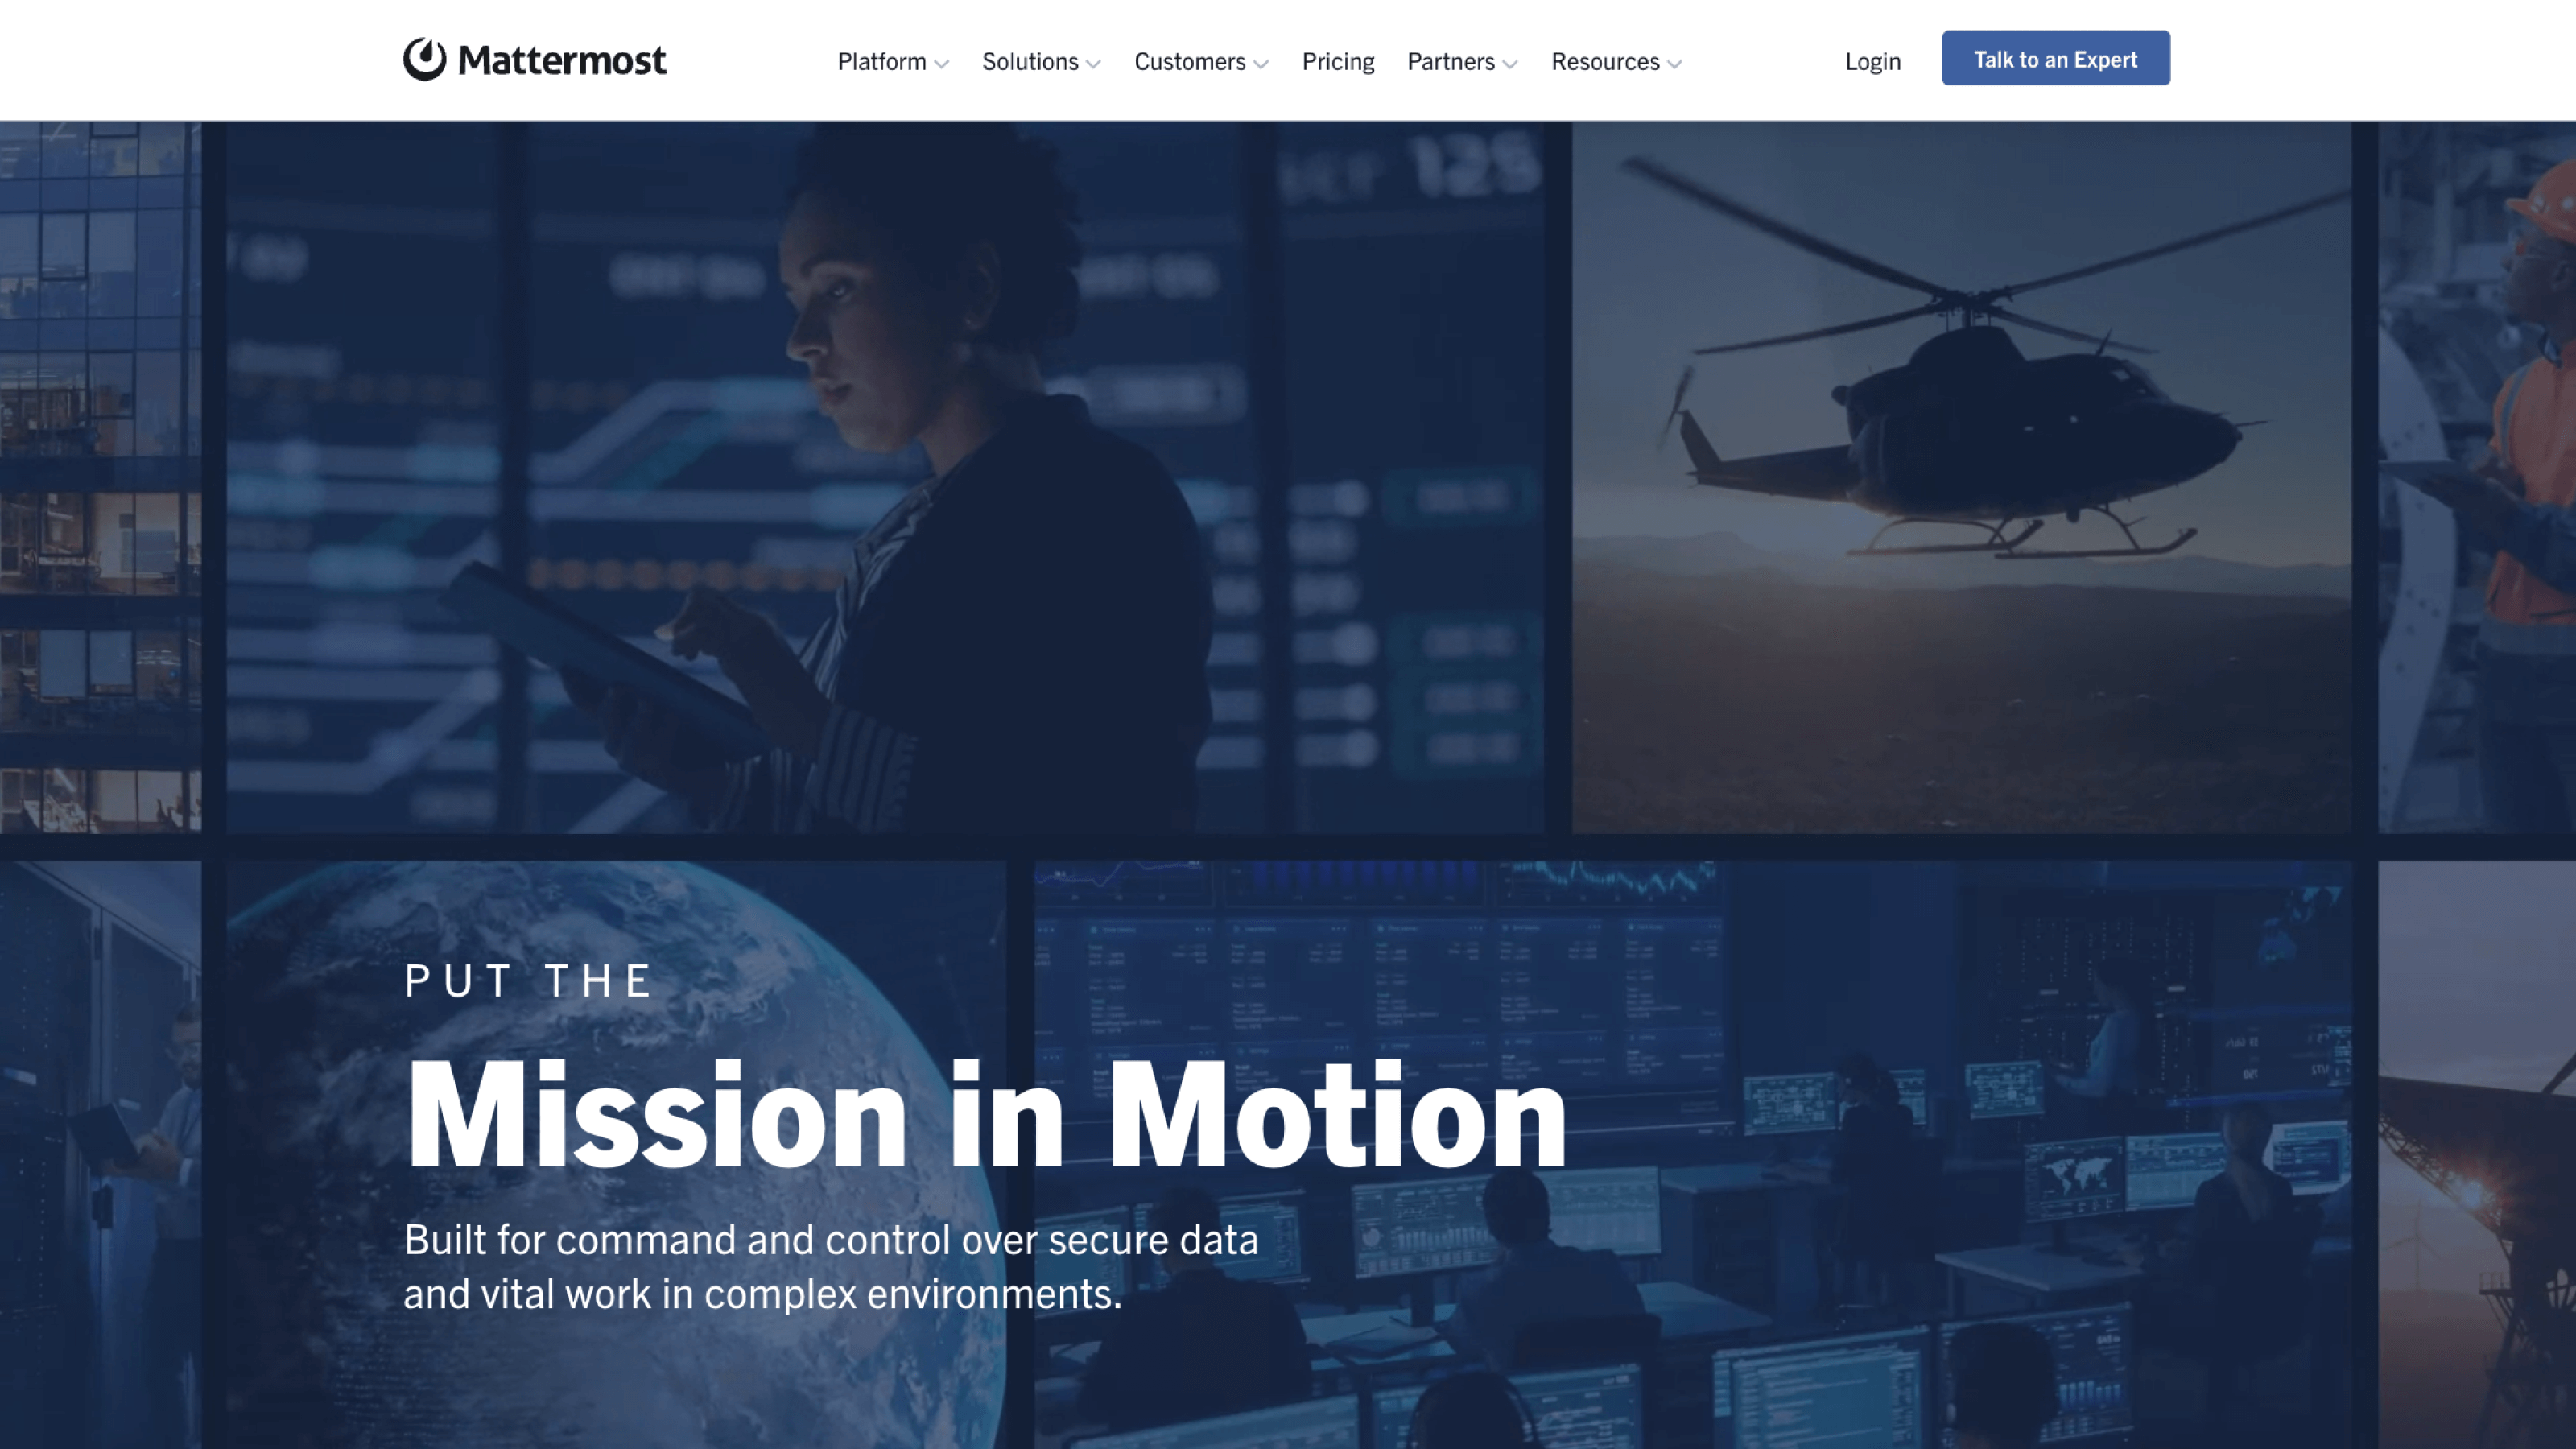 Mattermost
Platform
Solutions
Customers
Pricing
Partners
Resources
Login
Talk to an Expert
125
PUT THE
Mission in Motion
Built for command and control over secure data
and vital work in complex environments.